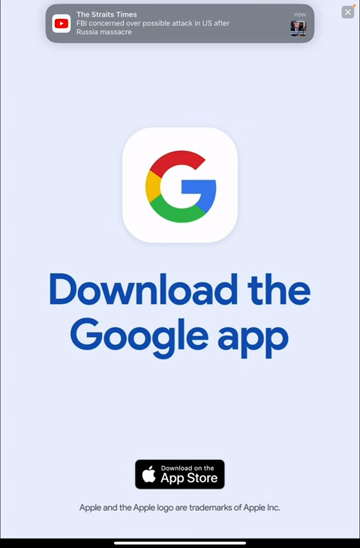 The Straits Times
now
FBI concerned over possible attack in US after
Russia massacre
Download the
Google app
Download on the
App Store
Apple and the Apple logo are trademarks of Apple Inc.